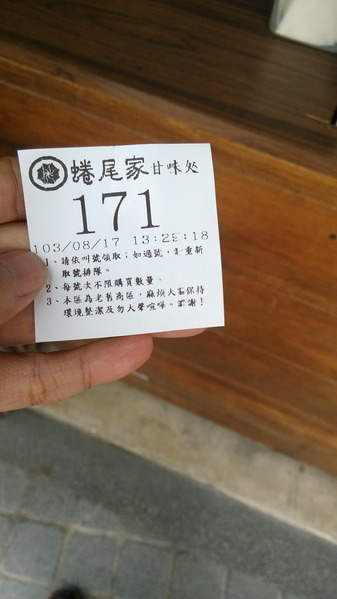 蜷尾家甘味処
171
103/08/17 13:29:18
1、請依叫號領取；如過號，請重新
取號排隊。
2、每號次不限購買數量。
3、本區為老舊商區，麻煩大家保持
環境整潔及勿大聲喧嘩。謝謝！